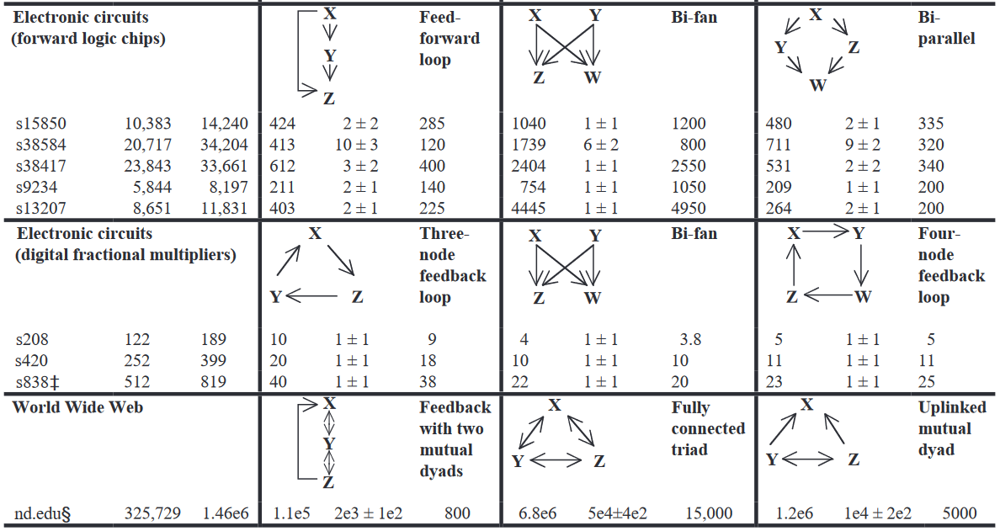 Electronic circuits
(forward logic chips)
X
Y
Z
Feed-
forward
loop
X Y
Z W
Bi-fan
X
Y Z
W
Bi-
parallel
s15850 10,383 14,240 424 2 ± 2 285 1040 1 ± 1 1200 480 2 ± 1 335
s38584 20,717 34,204 413 10 ± 3 120 1739 6 ± 2 800 711 9 ± 2 320
s38417 23,843 33,661 612 3 ± 2 400 2404 1 ± 1 2550 531 2 ± 2 340
s9234 5,844 8,197 211 2 ± 1 140 754 1 ± 1 1050 209 1 ± 1 200
s13207 8,651 11,831 403 2 ± 1 225 4445 1 ± 1 4950 264 2 ± 1 200
Electronic circuits
(digital fractional multipliers)
X
Y Z
Three-
node
feedback
loop
X Y
Z W
Bi-fan
X Y
Z W
Four-
node
feedback
loop
s208 122 189 10 1 ± 1 9 4 1 ± 1 3.8 5 1 ± 1 5
s420 252 399 20 1 ± 1 18 10 1 ± 1 10 11 1 ± 1 11
s838‡ 512 819 40 1 ± 1 38 22 1 ± 1 20 23 1 ± 1 25
World Wide Web
X
Y
Z
Feedback
with two
mutual
dyads
X
Y Z
Fully
connected
triad
X
Y Z
Uplinked
mutual
dyad
nd.edu§ 325,729 1.46e6 1.1e5 2e3 ± 1e2 800 6.8e6 5e4±4e2 15,000 1.2e6 1e4 ± 2e2 5000